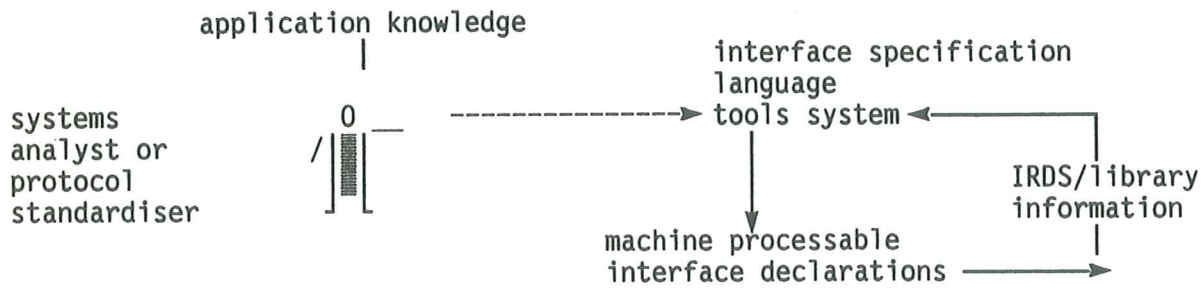 application knowledge
interface specification
language
tools system
systems
analyst or
protocol
standardiser
IRDS/library
information
machine processable
interface declarations